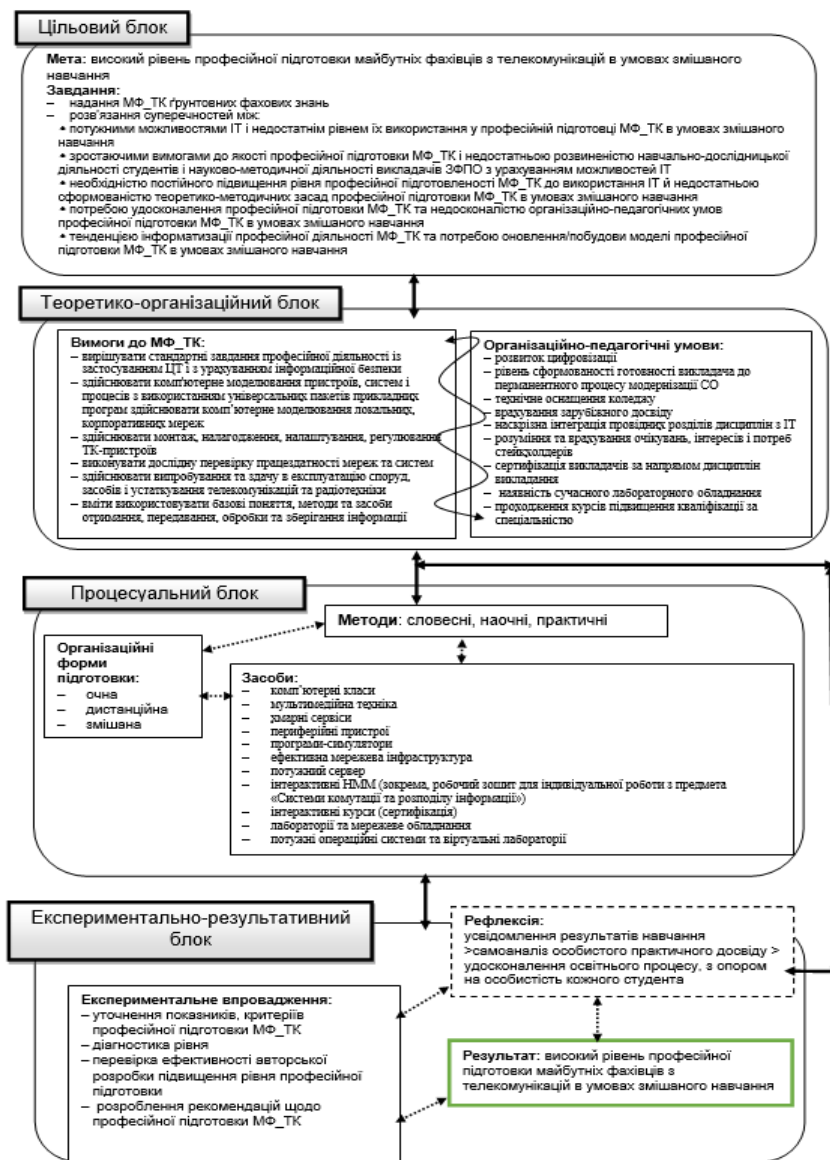 Цільовий блок
Мета: високий рівень професійної підготовки майбутніх фахівців з телекомунікацій в умовах змішаного
навчання
Завдання:
– надання МФ_ТК ґрунтовних фахових знань
– розв'язання суперечностей між:
• потужними можливостями ІТ і недостатнім рівнем їх використання у професійній підготовці МФ_ТК в умовах змішаного
навчання
• зростаючими вимогами до якості професійної підготовки МФ_ТК і недостатньою розвиненістю навчально-дослідницької
діяльності студентів і науково-методичної діяльності викладачів ЗФПО з урахуванням можливостей ІТ
• необхідністю постійного підвищення рівня професійної підготовленості МФ_ТК до використання ІТ й недостатньою
сформованістю теоретико-методичних засад професійної підготовки МФ_ТК в умовах змішаного навчання
• потребою удосконалення професійної підготовки МФ_ТК та недосконалістю організаційно-педагогічних умов
професійної підготовки МФ_ТК в умовах змішаного навчання
• тенденцією інформатизації професійної діяльності МФ_ТК та потребою оновлення/побудови моделі професійної
підготовки МФ_ТК в умовах змішаного навчання
Теоретико-організаційний блок
Вимоги до МФ_ТК:
– вирішувати стандартні завдання професійної діяльності із
застосуванням ЦТ і з урахуванням інформаційної безпеки
– здійснювати комп'ютерне моделювання пристроїв, систем і
процесів з використанням універсальних пакетів прикладних
програм здійснювати комп'ютерне моделювання локальних,
корпоративних мереж
– здійснювати монтаж, налагодження, налаштування, регулювання
ТК-пристроїв
– виконувати дослідну перевірку працездатності мереж та систем
– здійснювати випробування та здачу в експлуатацію споруд,
засобів і устаткування телекомунікацій та радіотехніки
– вміти використовувати базові поняття, методи та засоби
отримання, передавання, обробки та зберігання інформації
Організаційно-педагогічні умови:
– розвиток цифровізації
– рівень сформованості готовності викладача до
перманентного процесу модернізації СО
– технічне оснащення коледжу
– врахування зарубіжного досвіду
– наскрізна інтеграція провідних розділів дисциплін з ІТ
– розуміння та врахування очікувань, інтересів і потреб
стейкхолдерів
– сертифікація викладачів за напрямом дисциплін
викладання
– наявність сучасного лабораторного обладнання
– проходження курсів підвищення кваліфікації за
спеціальністю
Процесуальний блок
Методи: словесні, наочні, практичні
Організаційні
форми
підготовки:
– очна
– дистанційна
– змішана
Засоби:
– комп'ютерні класи
– мультимедійна техніка
– хмарні сервіси
– периферійні пристрої
– програми-симулятори
– ефективна мережева інфраструктура
– потужний сервер
– інтерактивні НММ (зокрема, робочий зошит для індивідуальної роботи з предмета
«Системи комутації та розподілу інформації»)
– інтерактивні курси (сертифікація)
– лабораторії та мережеве обладнання
– потужні операційні системи та віртуальні лабораторії
Експериментально-результативний
блок
Рефлексія:
усвідомлення результатів навчання
>самоаналіз особистого практичного досвіду >
удосконалення освітнього процесу, з опором
на особистість кожного студента
Експериментальне впровадження:
– уточнення показників, критеріїв
професійної підготовки МФ_ТК
– діагностика рівня
– перевірка ефективності авторської
розробки підвищення рівня професійної
підготовки
– розроблення рекомендацій щодо
професійної підготовки МФ_ТК
Результат: високий рівень професійної
підготовки майбутніх фахівців з
телекомунікацій в умовах змішаного навчання